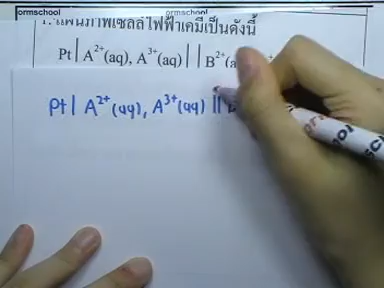 ormschool ormschool
1.แผนภาพเซลล์ไฟฟ้าเคมีเป็นดังนี้
Pt | A²⁺(aq), A³⁺(aq) | | B²⁺(a
Pt | A²⁺(aq), A³⁺(aq) ||